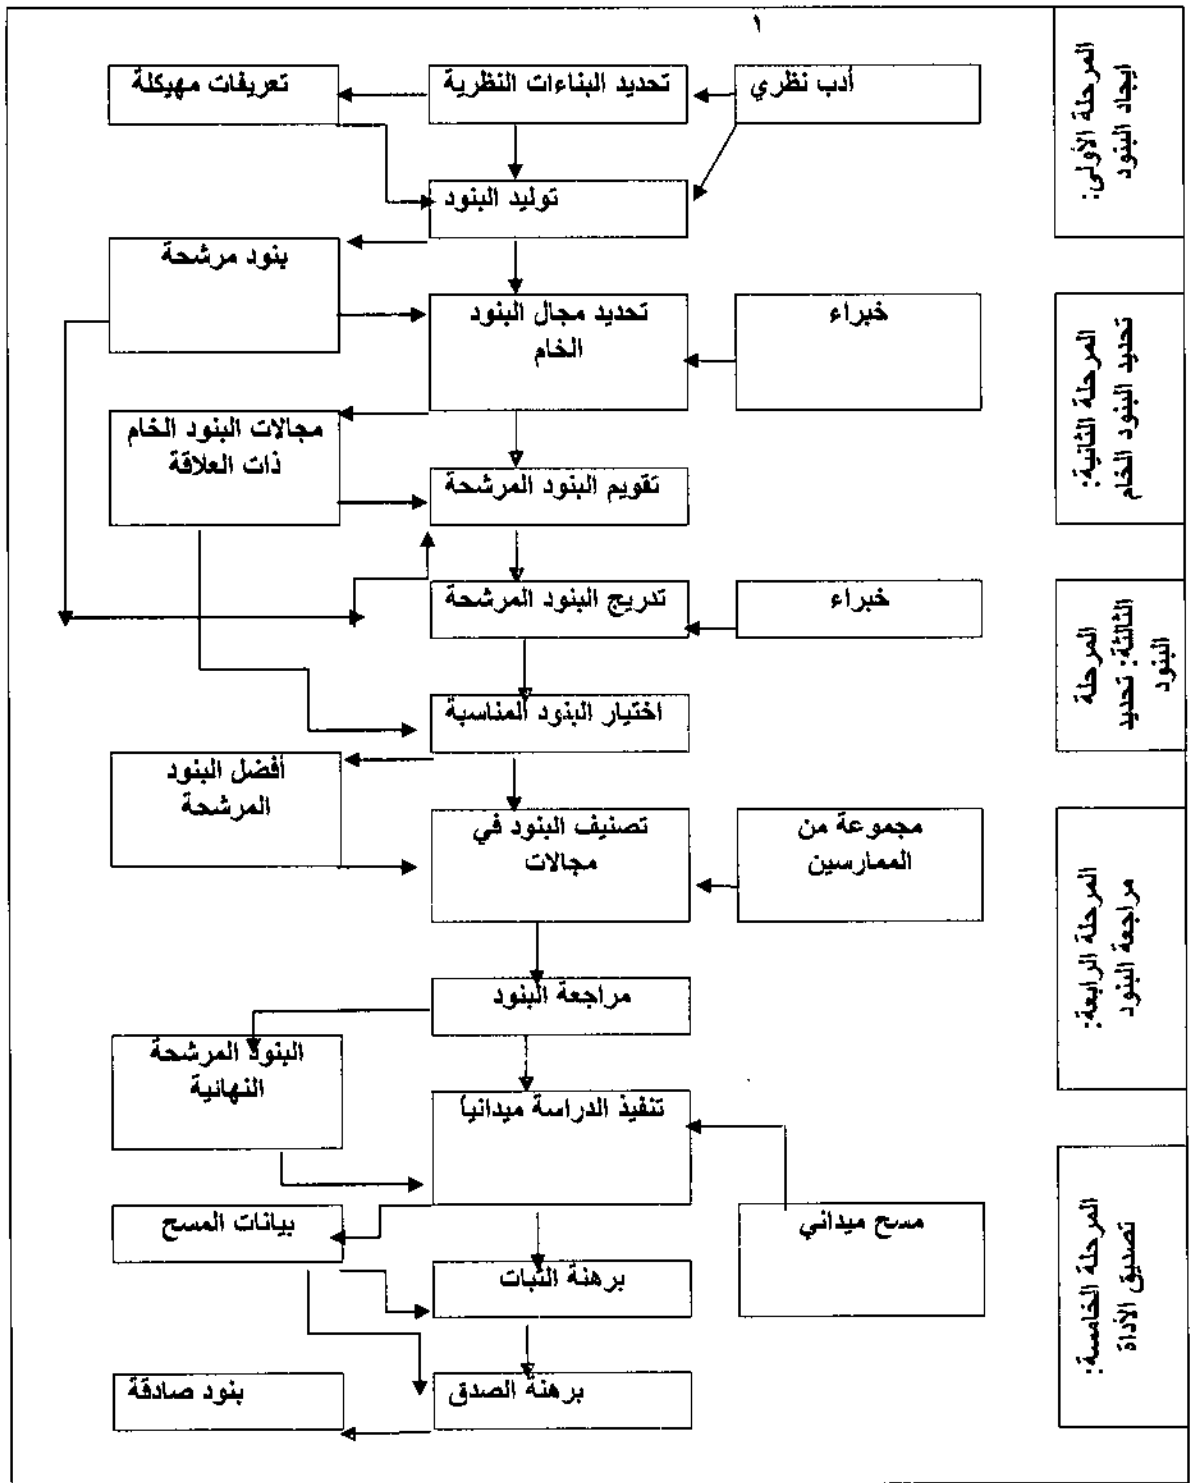 ١
المرحلة الأولى:
ايجاد البنود
أدب نظري
تحديد البناءات النظرية
تعريفات مهيكلة
توليد البنود
بنود مرشحة
المرحلة الثانية:
تحديد البنود الخام
خبراء
تحديد مجال البنود
الخام
مجالات البنود الخام
ذات العلاقة
تقويم البنود المرشحة
المرحلة
الثالثة: تحديد
البنود
خبراء
تدريج البنود المرشحة
اختيار البنود المناسبة
أفضل البنود
المرشحة
المرحلة الرابعة:
مراجعة البنود
مجموعة من
الممارسين
تصنيف البنود في
مجالات
مراجعة البنود
البنود المرشحة
النهائية
تنفيذ الدراسة ميدانياً
المرحلة الخامسة:
تصديق الأداة
مسح ميداني
بيانات المسح
برهنة الثبات
برهنة الصدق
بنود صادقة